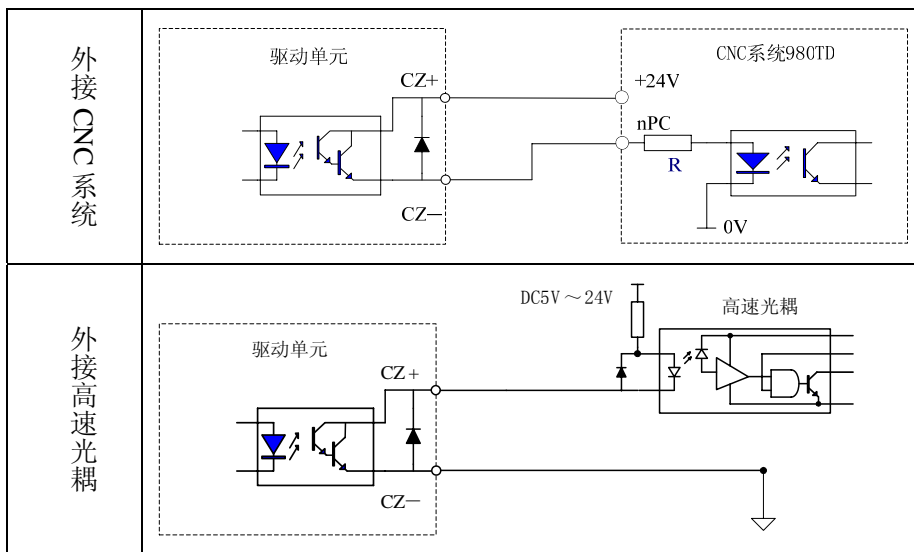 外接CNC系统
驱动单元
CZ+
CZ—
CNC系统980TD
+24V
nPC
R
0V
外接高速光耦
驱动单元
CZ+
CZ—
DC5V～24V
高速光耦